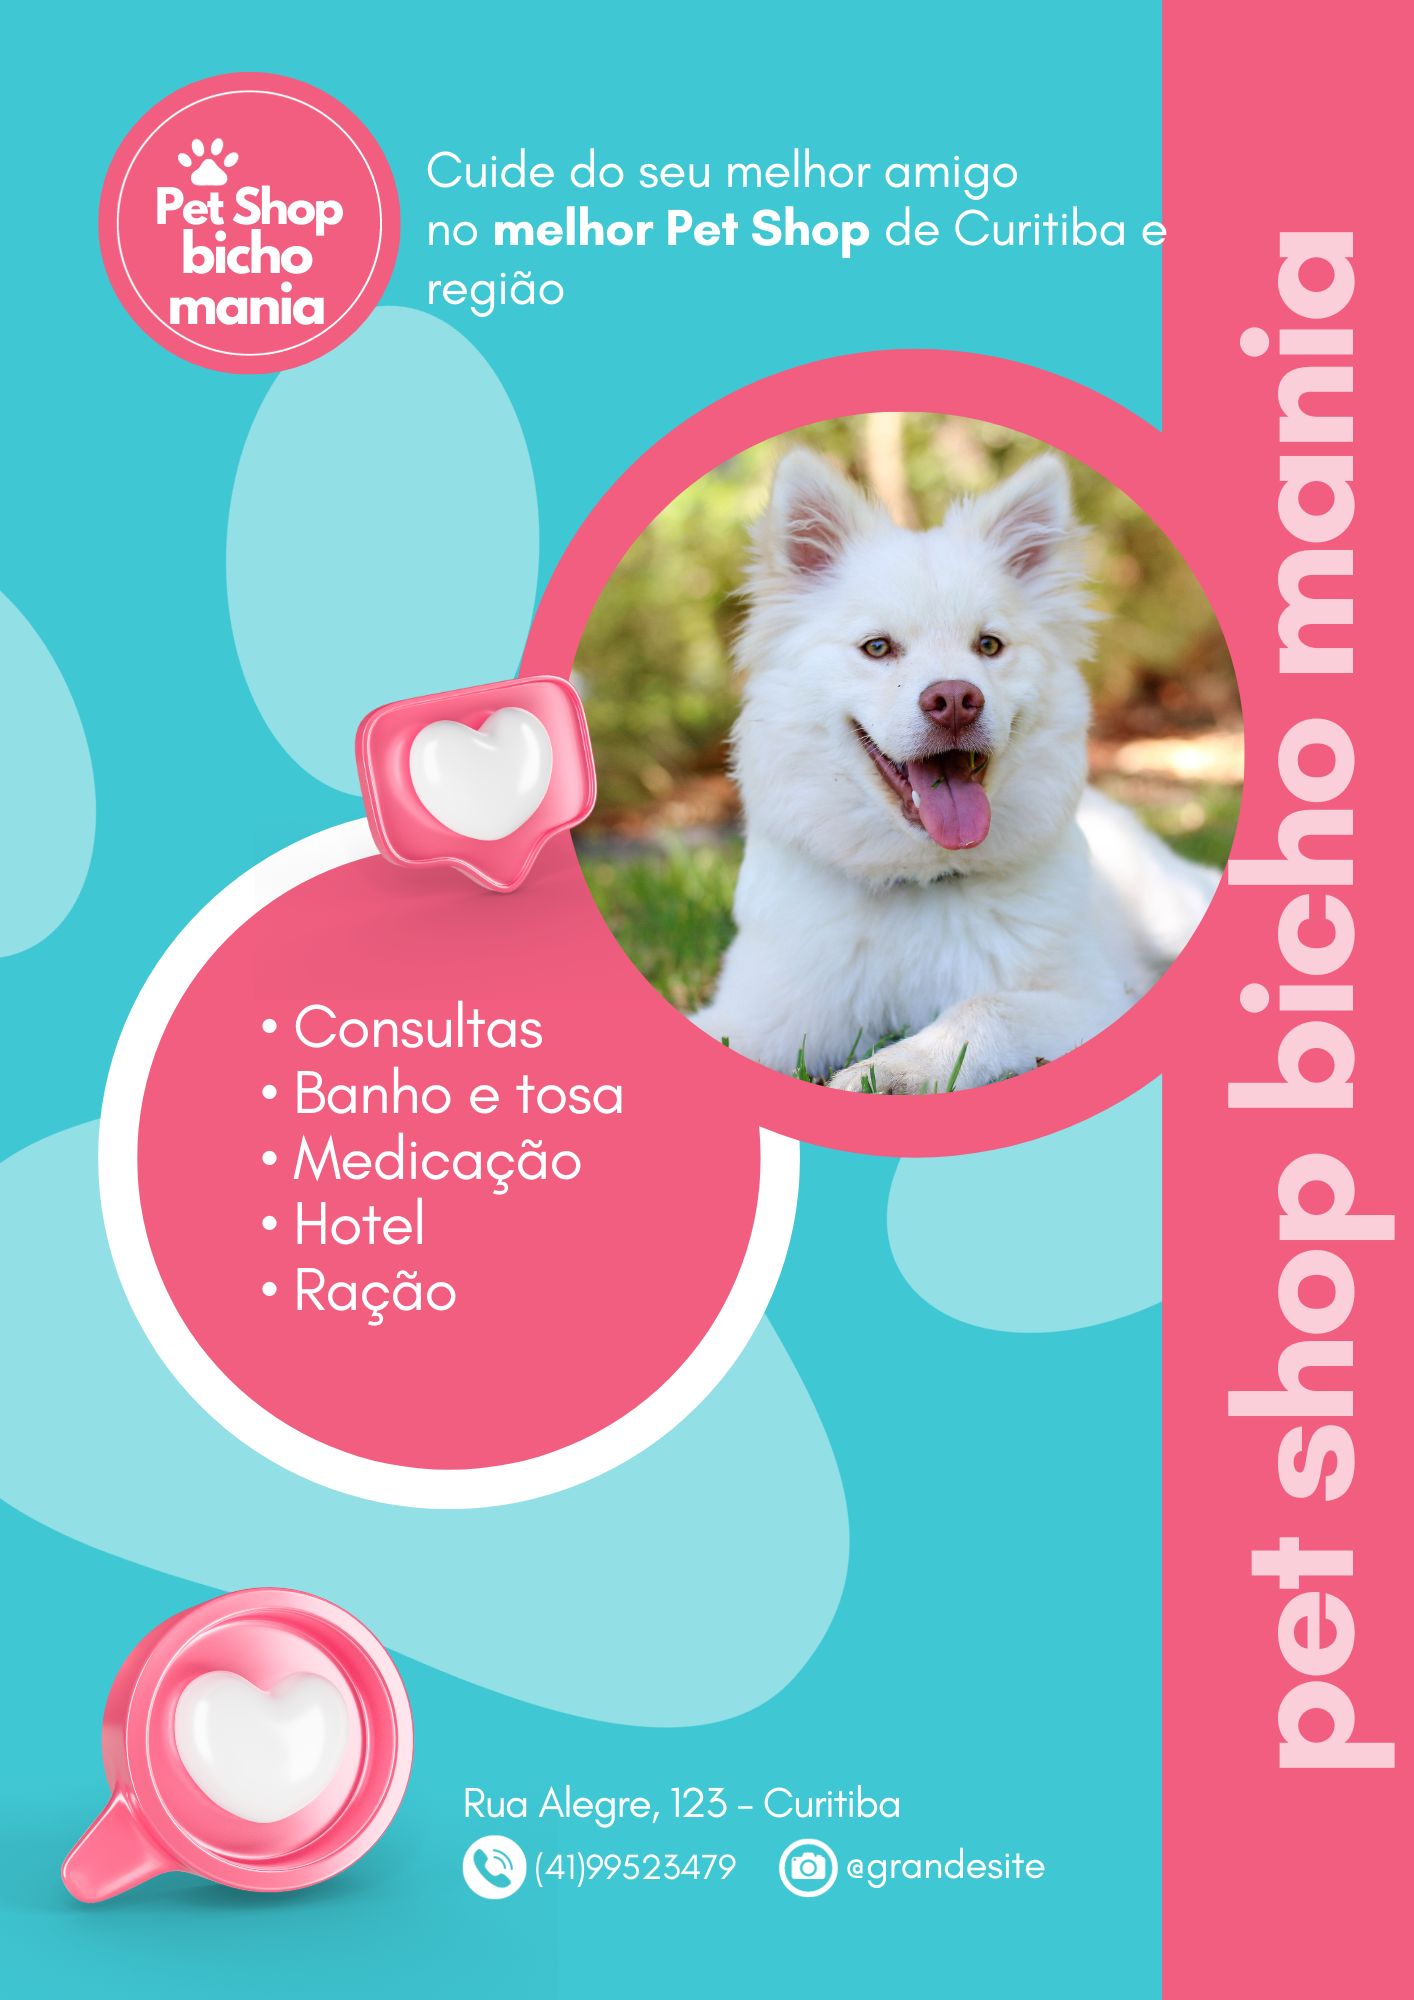 Pet Shop
bicho
mania
Cuide do seu melhor amigo
no melhor Pet Shop de Curitiba e
região
pet shop bicho mania
• Consultas
• Banho e tosa
• Medicação
• Hotel
• Ração
Rua Alegre, 123 - Curitiba
(41)99523479 @grandesite